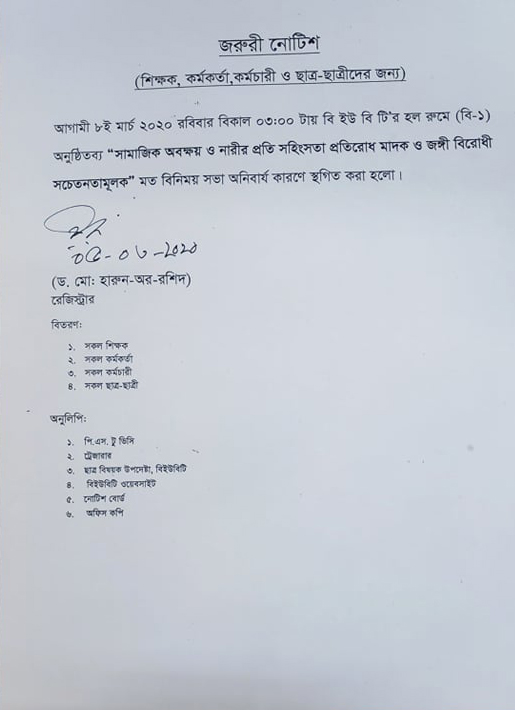 জরুরী নোটিশ
(শিক্ষক, কর্মকর্তা,কর্মচারী ও ছাত্র-ছাত্রীদের জন্য)
আগামী ৮ই মার্চ ২০২০ রবিবার বিকাল ০৩:০০ টায় বি ইউ বি টি'র হল রুমে (বি-১)
অনুষ্ঠিতব্য “সামাজিক অবক্ষয় ও নারীর প্রতি সহিংসতা প্রতিরোধ মাদক ও জঙ্গী বিরোধী
সচেতনতামূলক” মত বিনিময় সভা অনিবার্য কারণে স্থগিত করা হলো।
০৫-০৩-২০২০
(ড. মো: হারুন-অর-রশিদ)
রেজিস্ট্রার
বিতরণ:
১. সকল শিক্ষক
২. সকল কর্মকর্তা
৩. সকল কর্মচারী
৪. সকল ছাত্র-ছাত্রী
অনুলিপি:
১. পি.এস. টু ভিসি
২. ট্রেজারার
৩. ছাত্র বিষয়ক উপদেষ্টা, বিইউবিটি
৪. বিইউবিটি ওয়েবসাইট
৫. নোটিশ বোর্ড
৬. অফিস কপি